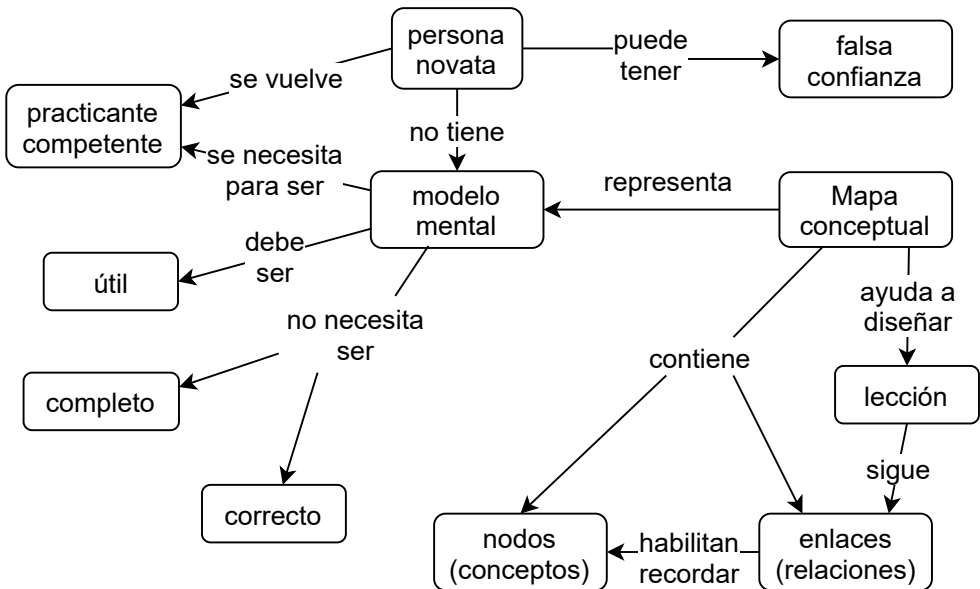 persona
novata
puede
tener
falsa
confianza
se vuelve
practicante
competente
no tiene
se necesita
para ser
modelo
mental
representa
Mapa
conceptual
debe
ser
útil
ayuda a
diseñar
no necesita
ser
contiene
completo
lección
sigue
correcto
nodos
(conceptos)
habilitan
recordar
enlaces
(relaciones)